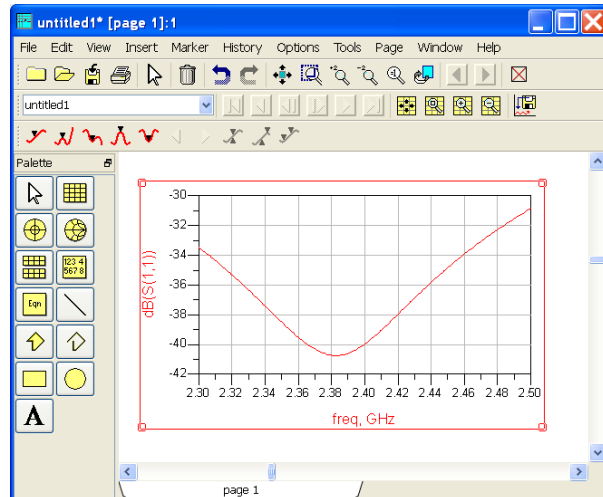 untitled1* [page 1]:1
File Edit View Insert Marker History Options Tools Page Window Help
untitled1
Palette
123 4
567 8
Eqn
A
-30
-32
-34
-36
-38
-40
-42
dB(S(1,1))
2.30 2.32 2.34 2.36 2.38 2.40 2.42 2.44 2.46 2.48 2.50
freq, GHz
page 1